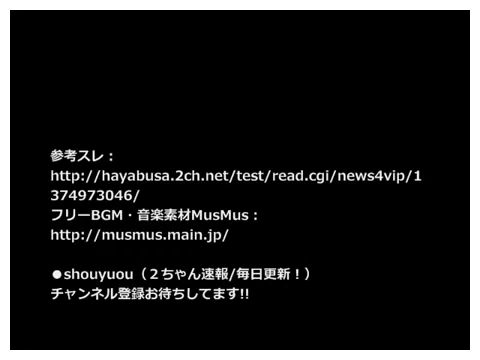 参考スレ：
http://hayabusa.2ch.net/test/read.cgi/news4vip/1
374973046/
フリーBGM・音楽素材MusMus：
http://musmus.main.jp/
●shouyuou（２ちゃん速報/毎日更新！）
チャンネル登録お待ちしてます!!